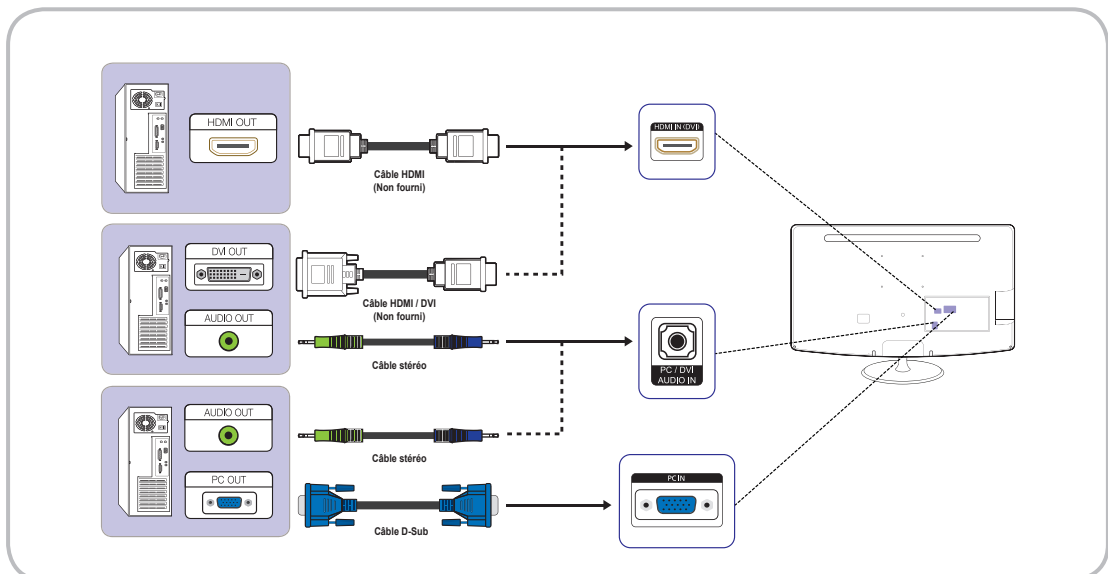 HDMI OUT
Câble HDMI
(Non fourni)
HDMI IN (DVI)
DVI OUT
Câble HDMI / DVI
(Non fourni)
AUDIO OUT
Câble stéréo
PC / DVI
AUDIO IN
AUDIO OUT
Câble stéréo
PC OUT
Câble D-Sub
PC IN